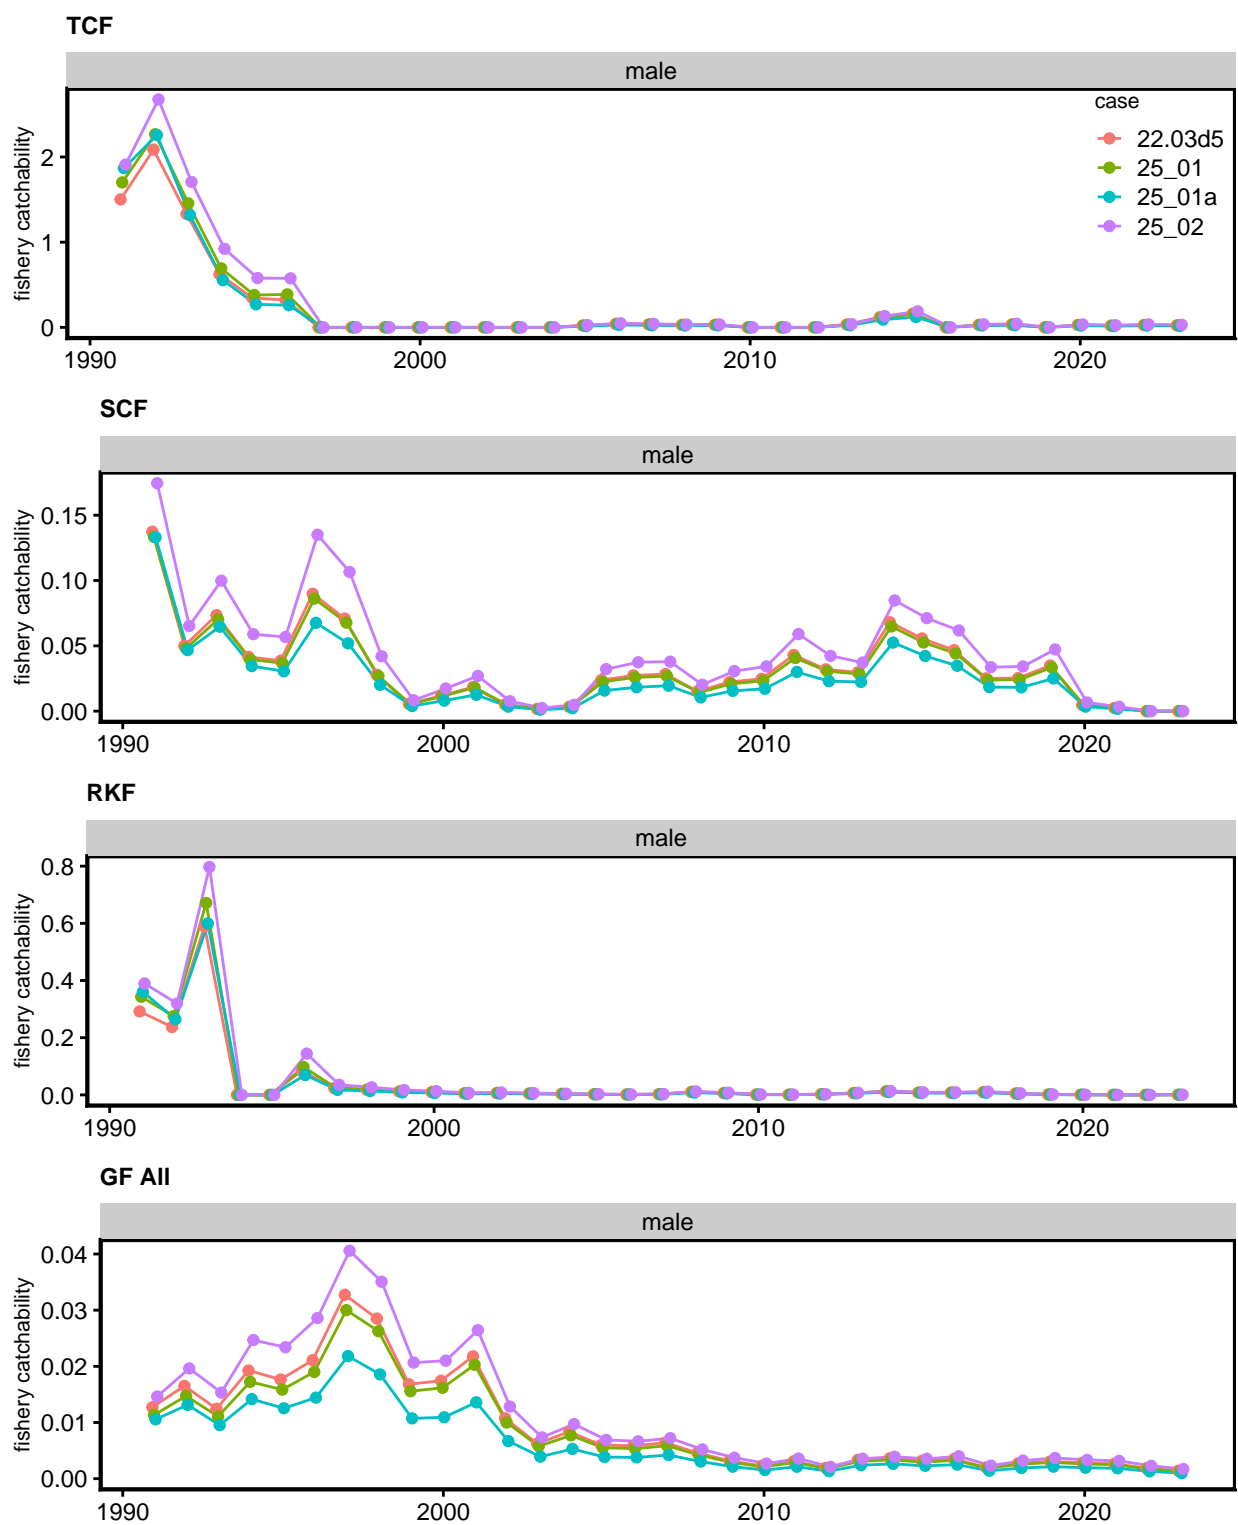 TCF
male
fishery catchability
2
1
0
case
22.03d5
25_01
25_01a
25_02
1990 2000 2010 2020
SCF
male
fishery catchability
0.15
0.10
0.05
0.00
1990 2000 2010 2020
RKF
male
fishery catchability
0.8
0.6
0.4
0.2
0.0
1990 2000 2010 2020
GF All
male
fishery catchability
0.04
0.03
0.02
0.01
0.00
1990 2000 2010 2020